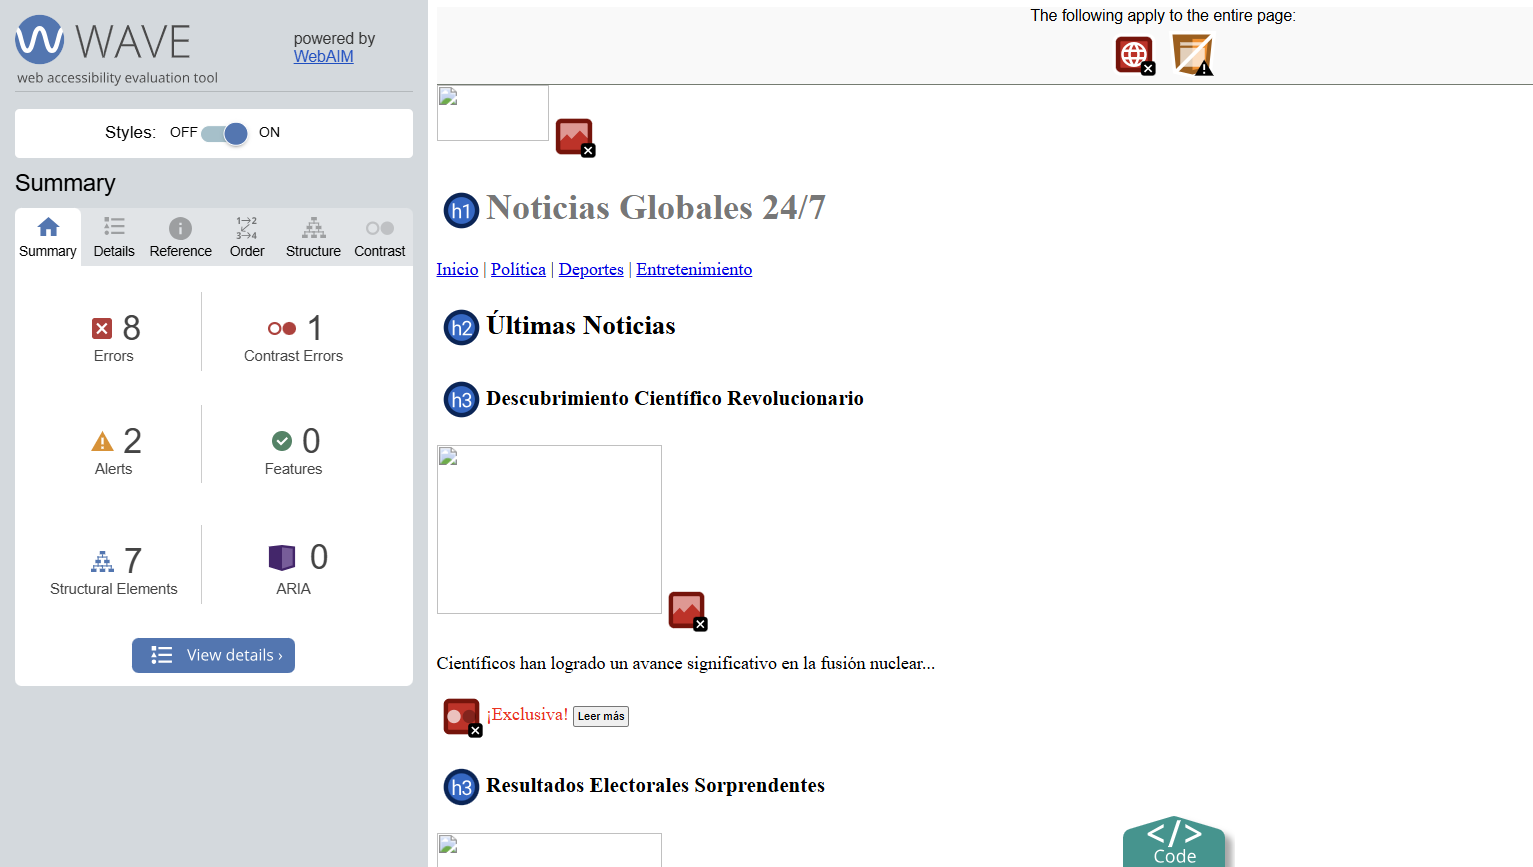 WAVE
web accessibility evaluation tool
powered by
WebAIM
Styles: OFF ON
Summary
Summary Details Reference Order Structure Contrast
8
Errors
1
Contrast Errors
2
Alerts
0
Features
7
Structural Elements
0
ARIA
View details ›
The following apply to the entire page:
h1 Noticias Globales 24/7
Inicio | Política | Deportes | Entretenimiento
h2 Últimas Noticias
h3 Descubrimiento Científico Revolucionario
Científicos han logrado un avance significativo en la fusión nuclear...
¡Exclusiva! Leer más
h3 Resultados Electorales Sorprendentes
</>
Code